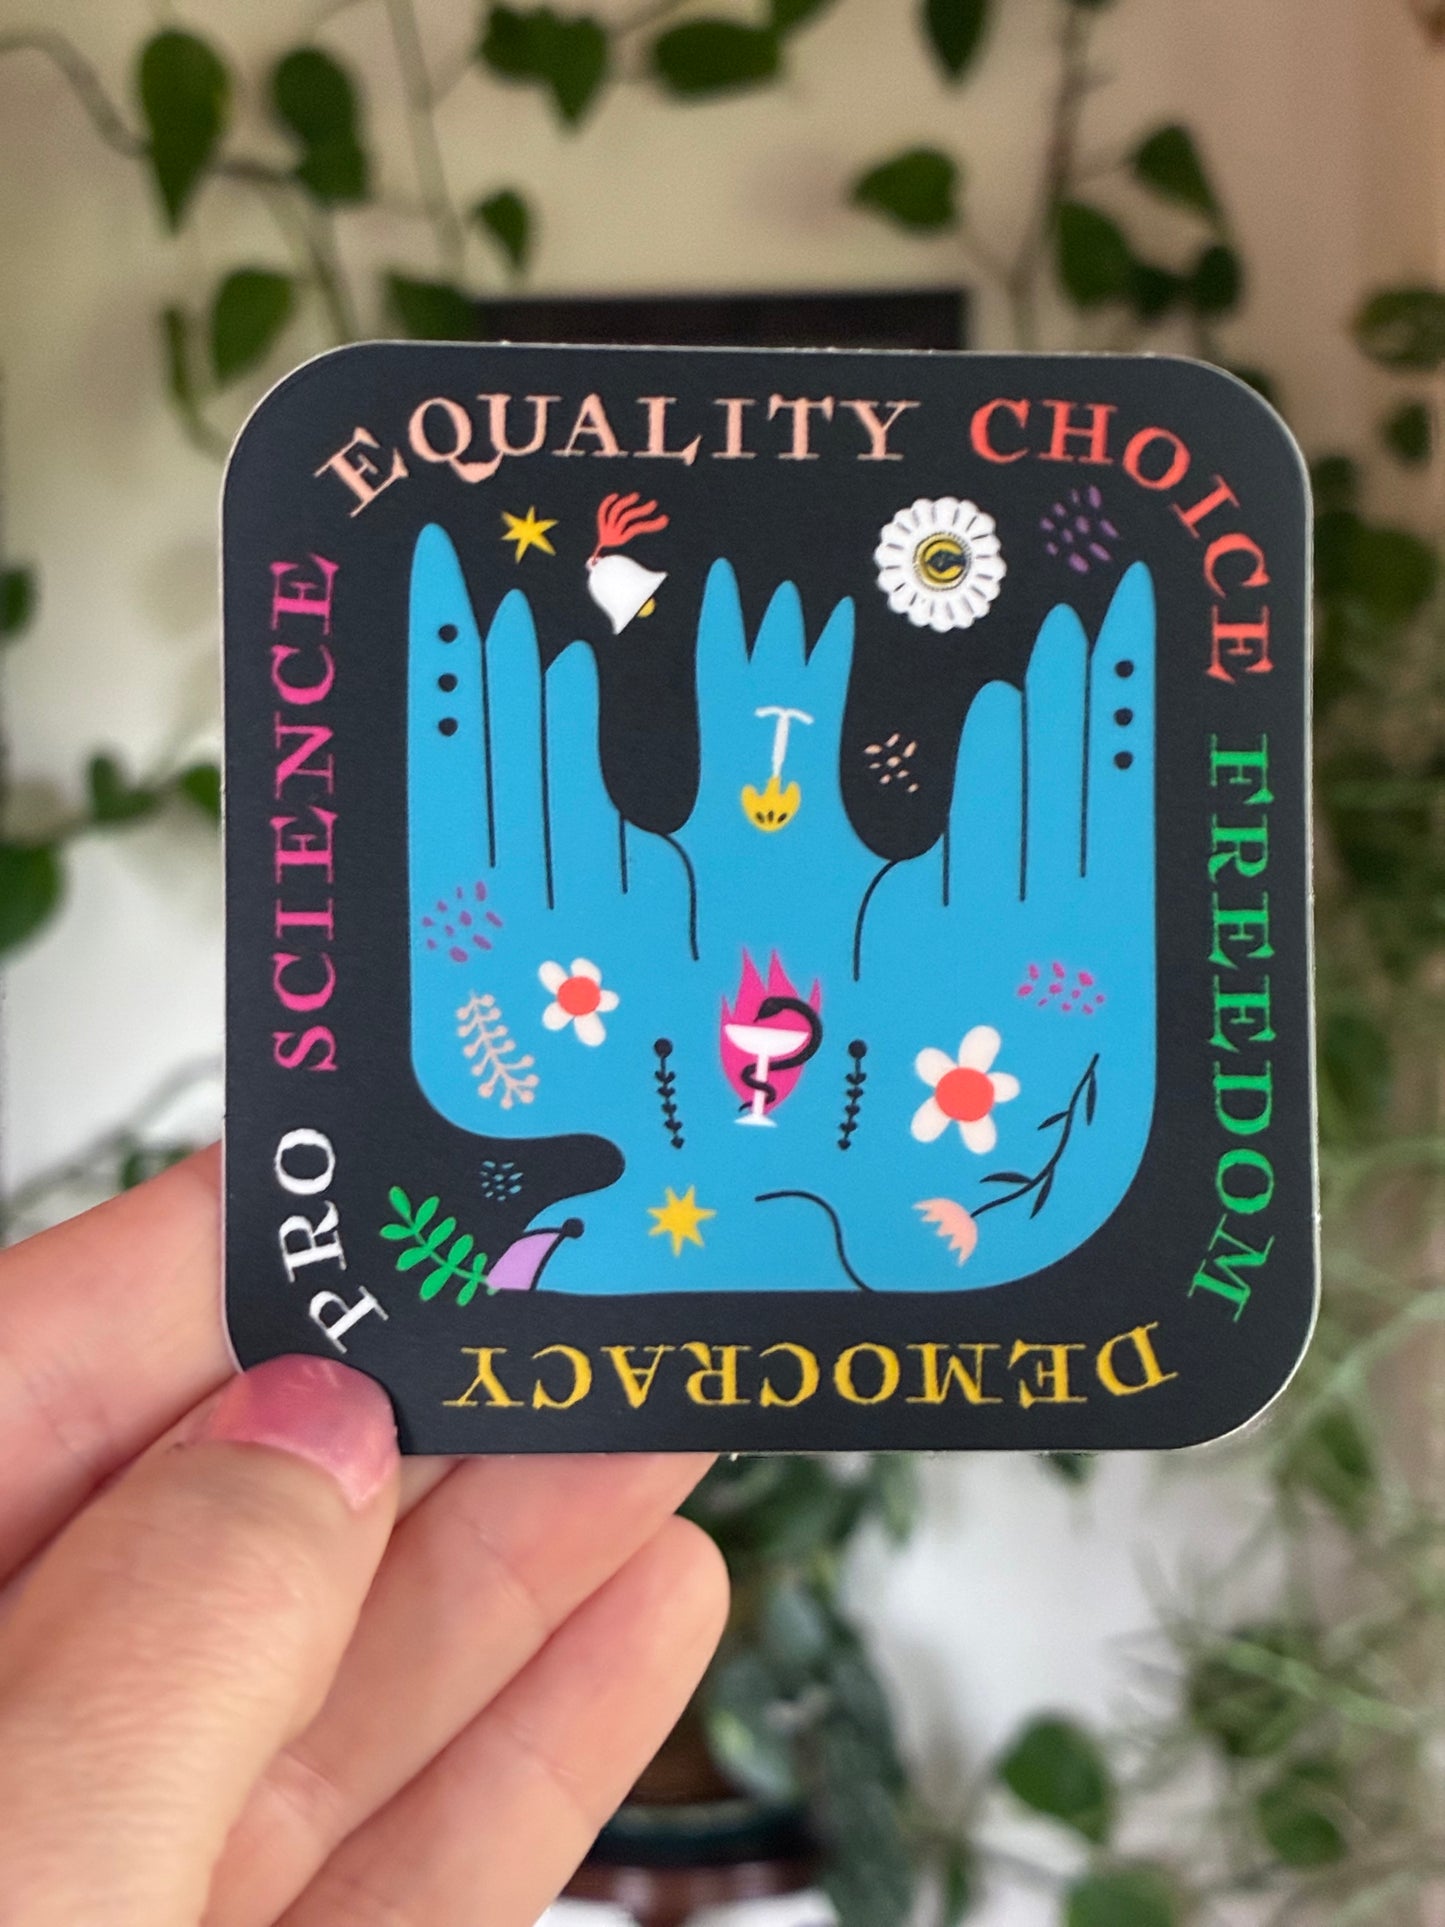 PRO SCIENCE
EQUALITY CHOICE
FREEDOM
DEMOCRACY